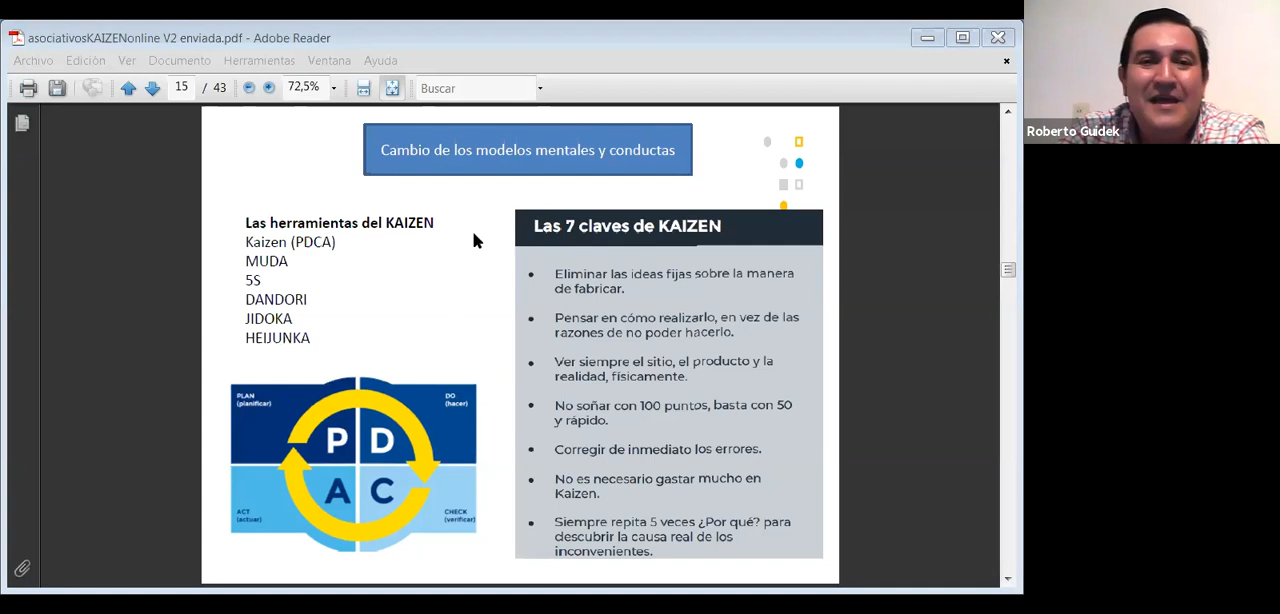 asociativosKAIZENonline V2 enviada.pdf - Adobe Reader
Archivo Edición Ver Documento Herramientas Ventana Ayuda
15 / 43 72,5% Buscar
Roberto Guidek
Cambio de los modelos mentales y conductas
Las herramientas del KAIZEN
Kaizen (PDCA)
MUDA
5S
DANDORI
JIDOKA
HEIJUNKA
PLAN
(planificar)
DO
(hacer)
P D
A C
ACT
(actuar)
CHECK
(verificar)
Las 7 claves de KAIZEN
• Eliminar las ideas fijas sobre la manera
de fabricar.
• Pensar en cómo realizarlo, en vez de las
razones de no poder hacerlo.
• Ver siempre el sitio, el producto y la
realidad, físicamente.
• No soñar con 100 puntos, basta con 50
y rápido.
• Corregir de inmediato los errores.
• No es necesario gastar mucho en
Kaizen.
• Siempre repita 5 veces ¿Por qué? para
descubrir la causa real de los
inconvenientes.